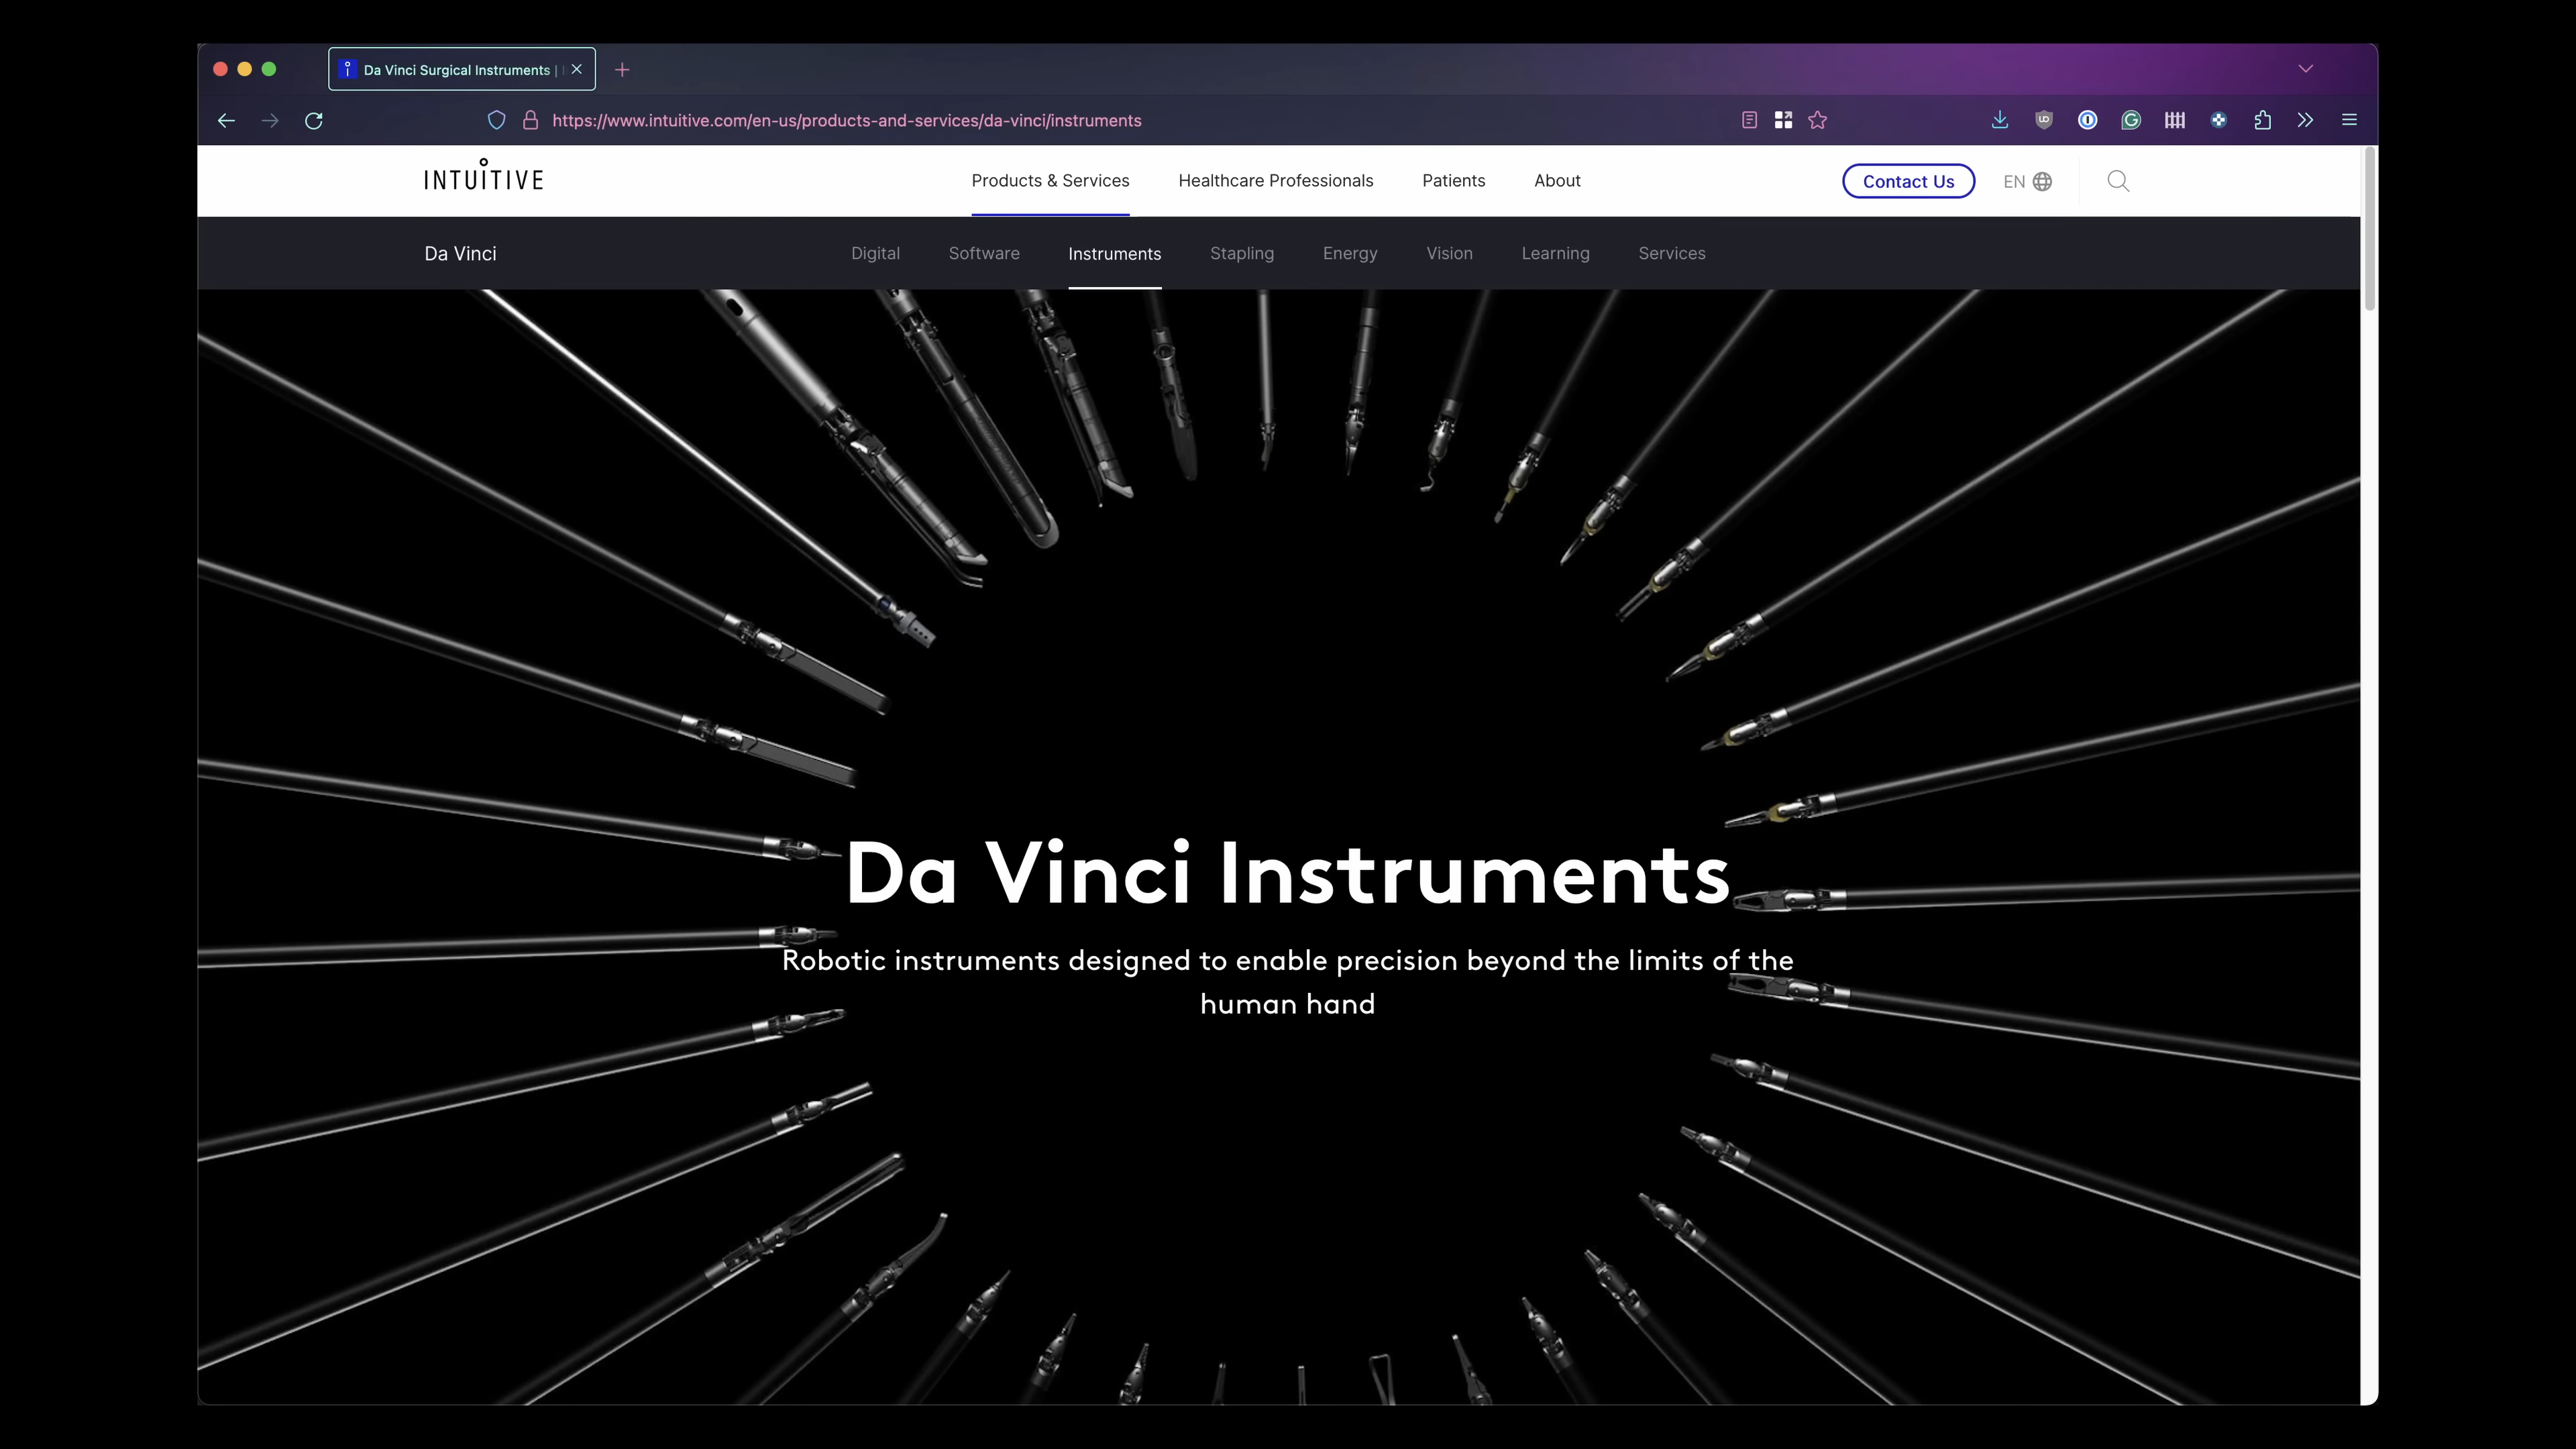 Da Vinci Surgical Instruments |
https://www.intuitive.com/en-us/products-and-services/da-vinci/instruments
INTUITIVE
Products & Services
Healthcare Professionals
Patients
About
Contact Us
EN
Da Vinci
Digital
Software
Instruments
Stapling
Energy
Vision
Learning
Services
Da Vinci Instruments
Robotic instruments designed to enable precision beyond the limits of the
human hand